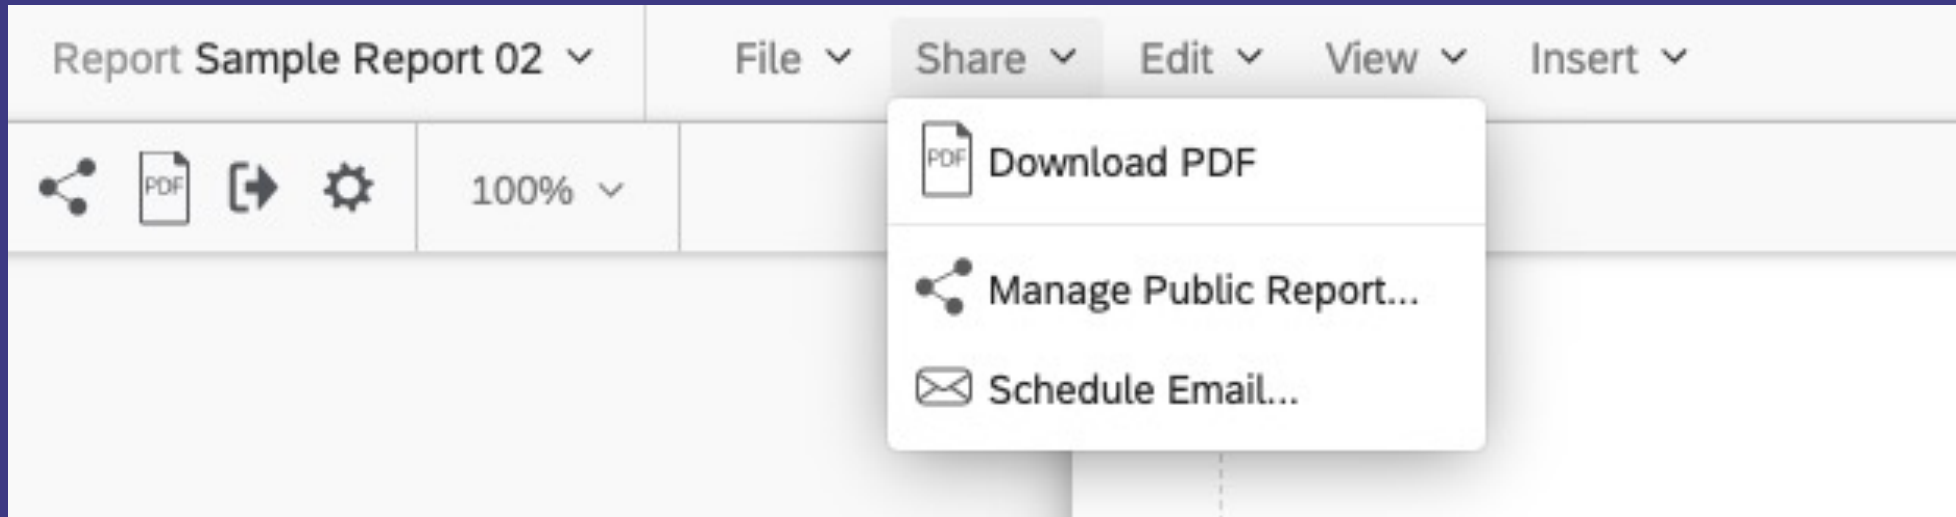 Report Sample Report 02 File Share Edit View Insert
PDF 100%
PDF Download PDF
Manage Public Report...
Schedule Email...